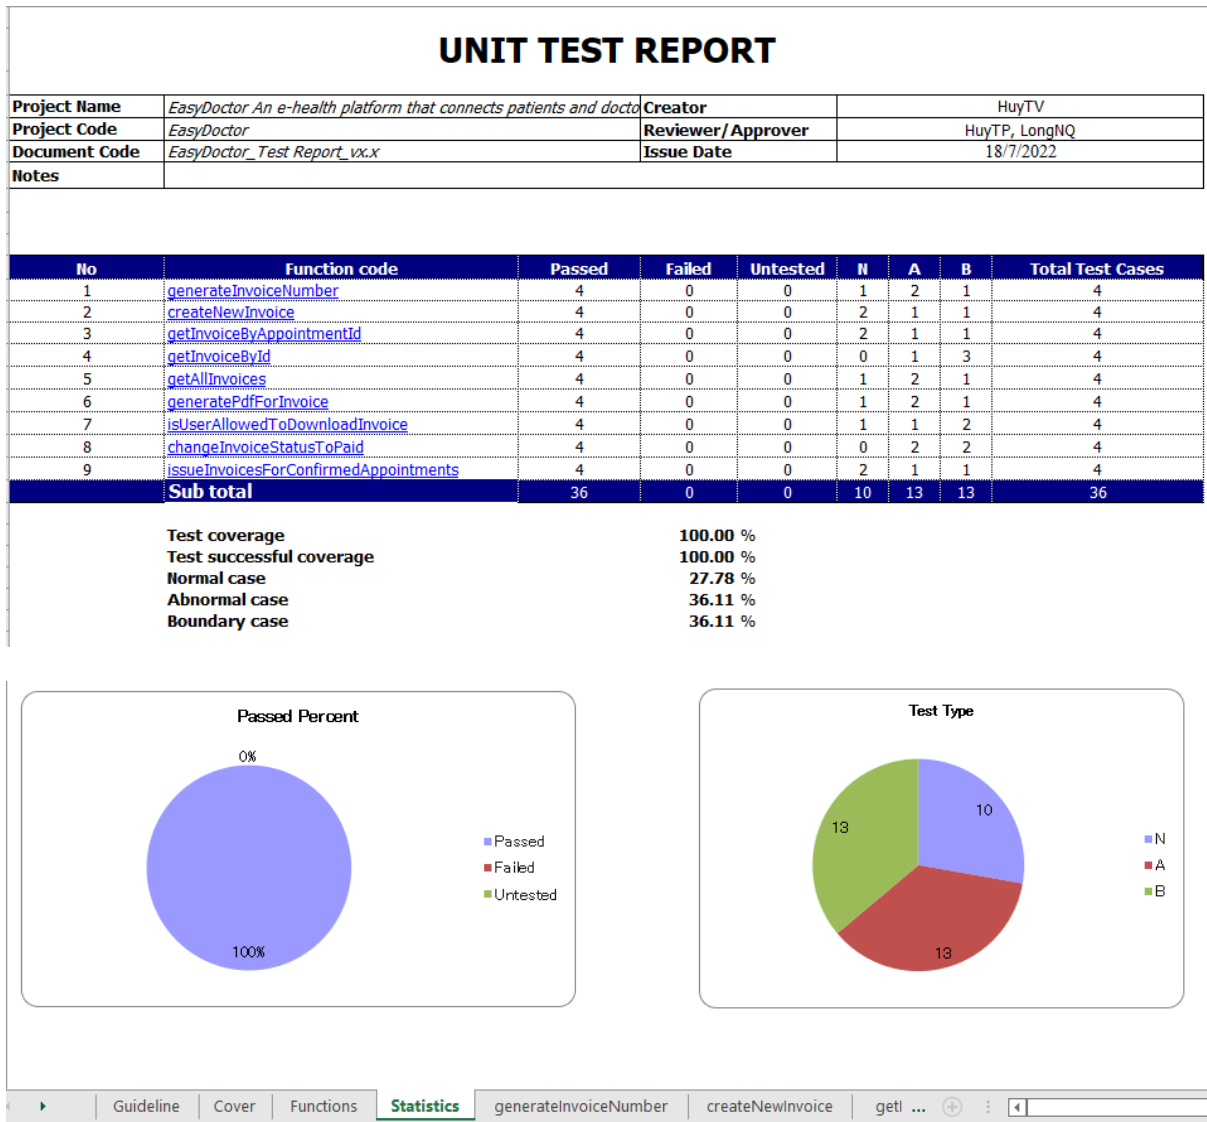 UNIT TEST REPORT
Project Name EasyDoctor An e-health platform that connects patients and docto Creator HuyTV
Project Code EasyDoctor Reviewer/Approver HuyTP, LongNQ
Document Code EasyDoctor_Test Report_vx.x Issue Date 18/7/2022
Notes
No Function code Passed Failed Untested N A B Total Test Cases
1 generateInvoiceNumber 4 0 0 1 2 1 4
2 createNewInvoice 4 0 0 2 1 1 4
3 getInvoiceByAppointmentId 4 0 0 2 1 1 4
4 getInvoiceById 4 0 0 0 1 3 4
5 getAllInvoices 4 0 0 1 2 1 4
6 generatePdfForInvoice 4 0 0 1 2 1 4
7 isUserAllowedToDownloadInvoice 4 0 0 1 1 2 4
8 changeInvoiceStatusToPaid 4 0 0 0 2 2 4
9 issueInvoicesForConfirmedAppointments 4 0 0 2 1 1 4
Sub total 36 0 0 10 13 13 36
Test coverage 100.00 %
Test successful coverage 100.00 %
Normal case 27.78 %
Abnormal case 36.11 %
Boundary case 36.11 %
Passed Percent
0%
100%
Passed
Failed
Untested
Test Type
10
13
13
N
A
B
Guideline Cover Functions Statistics generateInvoiceNumber createNewInvoice getI ...